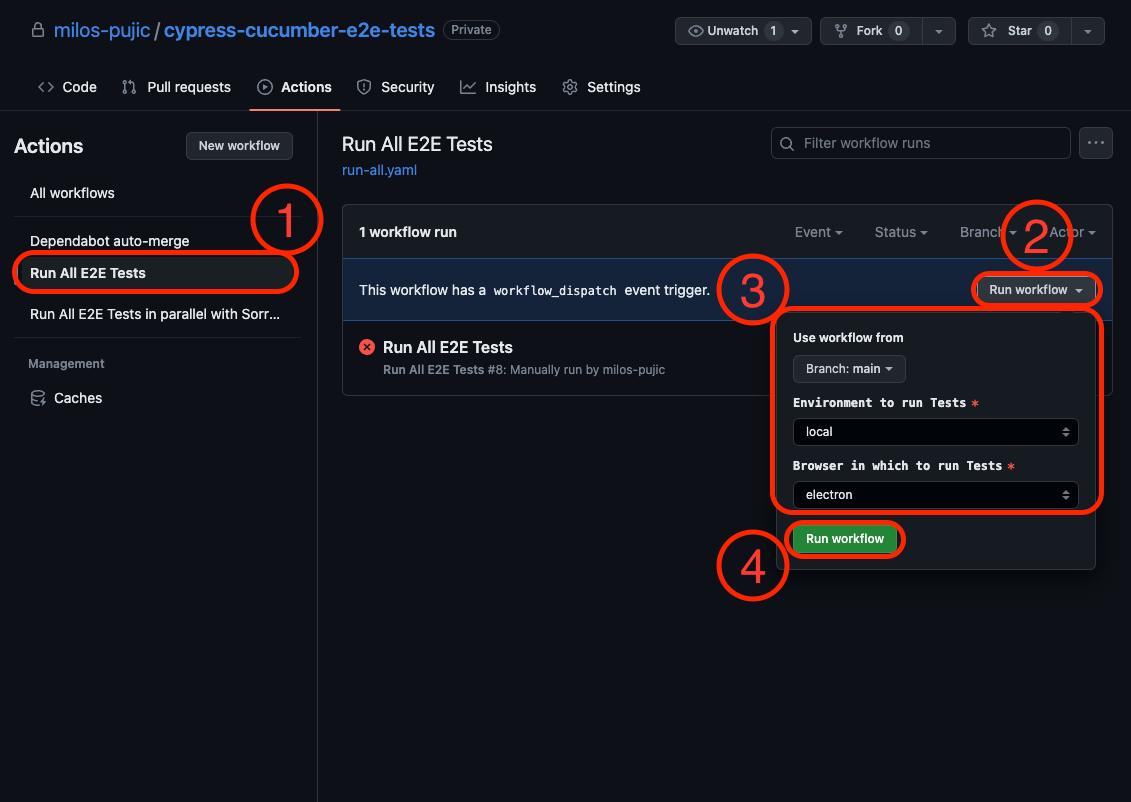 milos-pujic / cypress-cucumber-e2e-tests Private
Unwatch 1 Fork 0 Star 0
Code Pull requests Actions Security Insights Settings
Actions New workflow
All workflows
1
Dependabot auto-merge
Run All E2E Tests
Run All E2E Tests in parallel with Sorr...
Management
Caches
Run All E2E Tests
run-all.yaml
Filter workflow runs
1 workflow run Event Status Branch Actor
2
This workflow has a workflow_dispatch event trigger. 3 Run workflow
Run All E2E Tests
Run All E2E Tests #8: Manually run by milos-pujic
Use workflow from
Branch: main
Environment to run Tests *
local
Browser in which to run Tests *
electron
4 Run workflow